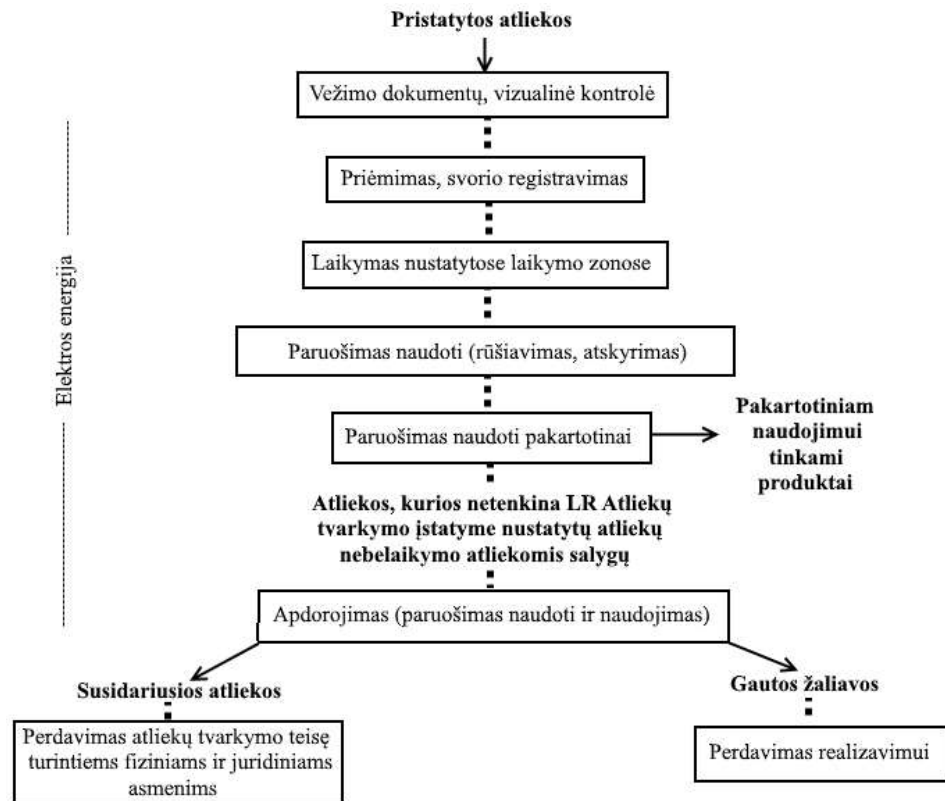 Pristatytos atliekos
Vežimo dokumentų, vizualinė kontrolė
Priėmimas, svorio registravimas
Laikymas nustatytose laikymo zonose
Elektros energija
Paruošimas naudoti (rūšiavimas, atskyrimas)
Paruošimas naudoti pakartotinai
Pakartotiniam
naudojimui
tinkami
produktai
Atliekos, kurios netenkina LR Atliekų
tvarkymo įstatyme nustatytų atliekų
nebelaikymo atliekomis salygų
Apdorojimas (paruošimas naudoti ir naudojimas)
Susidariusios atliekos
Perdavimas atliekų tvarkymo teisę
turintiems fiziniams ir juridiniams
asmenims
Gautos žaliavos
Perdavimas realizavimui